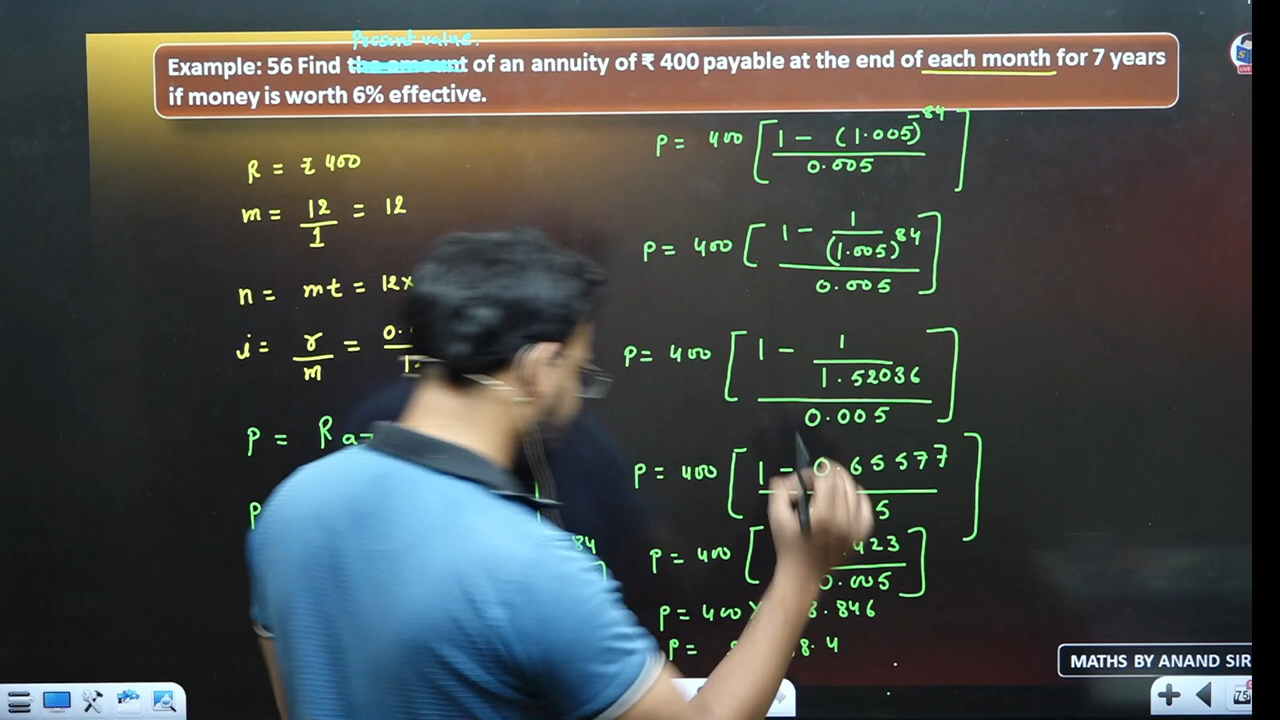 Present value.
Example: 56 Find the amount of an annuity of ₹ 400 payable at the end of each month for 7 years
if money is worth 6% effective.
R = ₹ 400
m = 12/1 = 12
n = mt = 12×
i = r/m = 0.
P = R a
P
84
P = 400 [1 - (1.005)^-84 / 0.005]
P = 400 [1 - 1/(1.005)^84 / 0.005]
P = 400 [1 - 1/1.52036 / 0.005]
P = 400 [1 - 0.65577 / 5]
P = 400 [.423 / 0.005]
P = 400 × 8.846
P = 8.4
MATHS BY ANAND SIR
LIVE